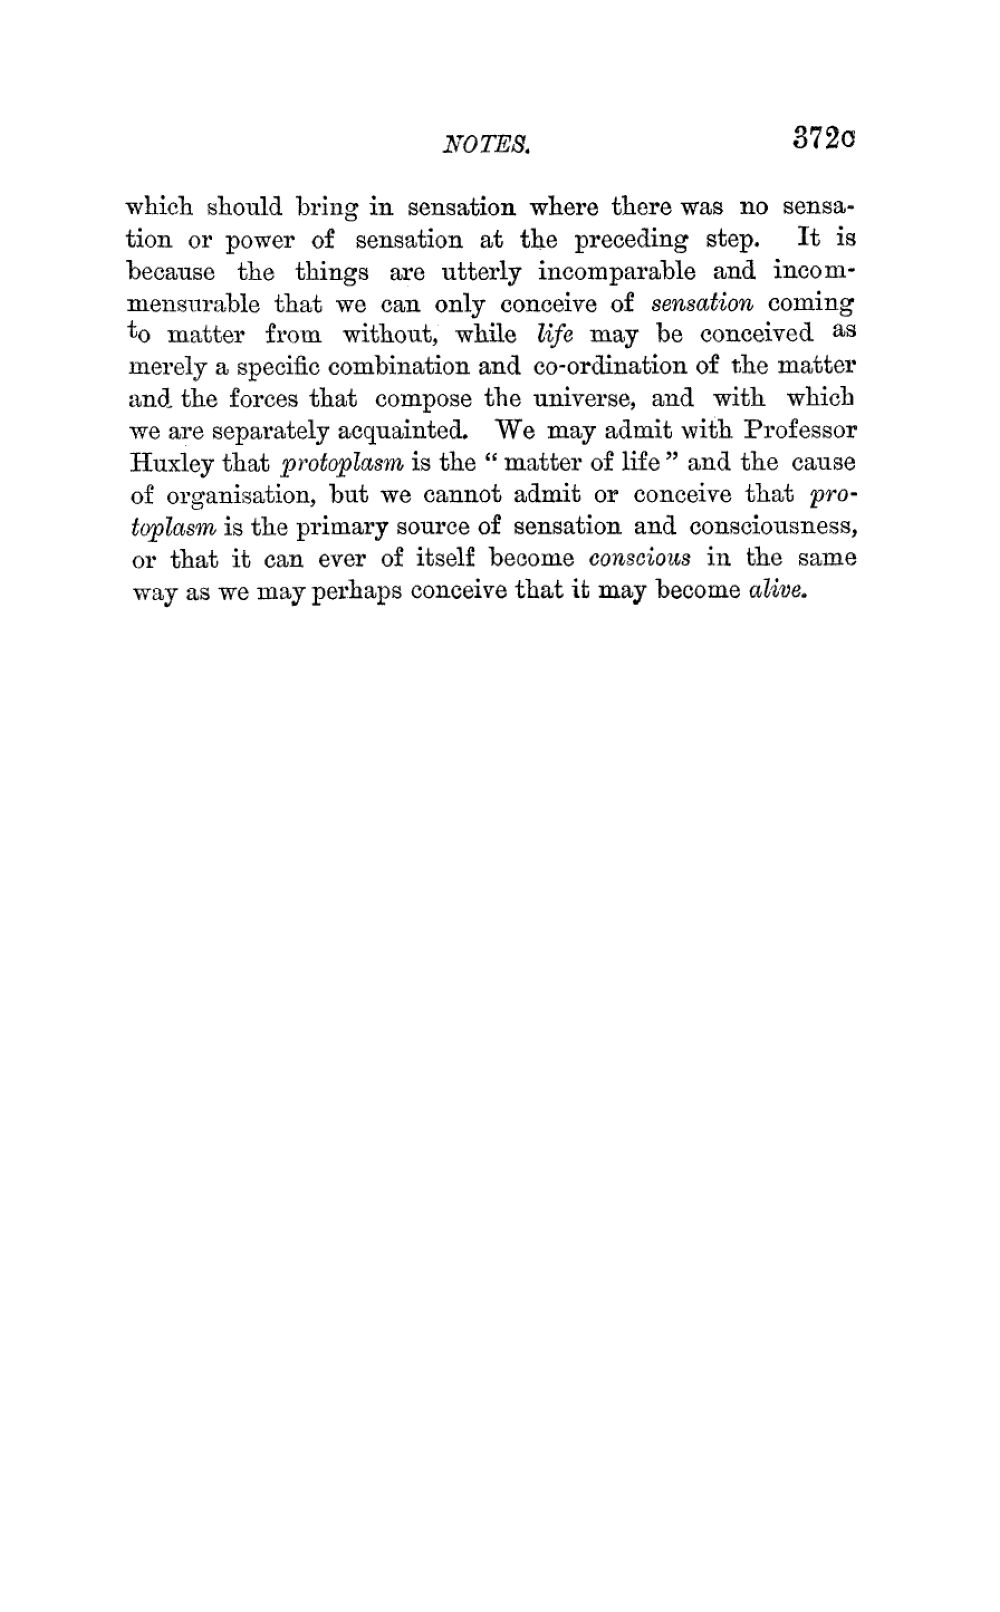 NOTES. 372c
which should bring in sensation where there was no sensa-
tion or power of sensation at the preceding step. It is
because the things are utterly incomparable and incom-
mensurable that we can only conceive of sensation coming
to matter from without, while life may be conceived as
merely a specific combination and co-ordination of the matter
and the forces that compose the universe, and with which
we are separately acquainted. We may admit with Professor
Huxley that protoplasm is the “ matter of life ” and the cause
of organisation, but we cannot admit or conceive that pro-
toplasm is the primary source of sensation and consciousness,
or that it can ever of itself become conscious in the same
way as we may perhaps conceive that it may become alive.